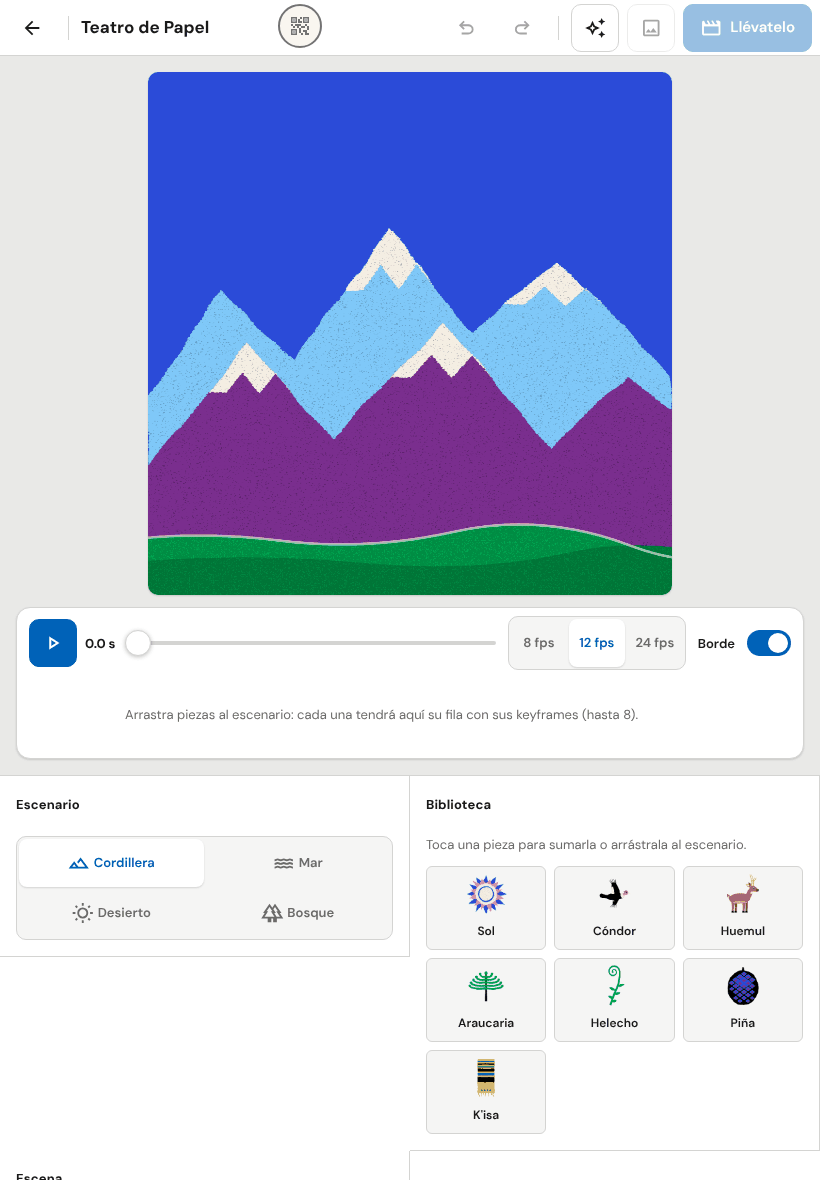 Teatro de Papel
Llévatelo
0.0 s
8 fps
12 fps
24 fps
Borde
Arrastra piezas al escenario: cada una tendrá aquí su fila con sus keyframes (hasta 8).
Escenario
Cordillera
Mar
Desierto
Bosque
Biblioteca
Toca una pieza para sumarla o arrástrala al escenario.
Sol
Cóndor
Huemul
Araucaria
Helecho
Piña
K'isa
Escena